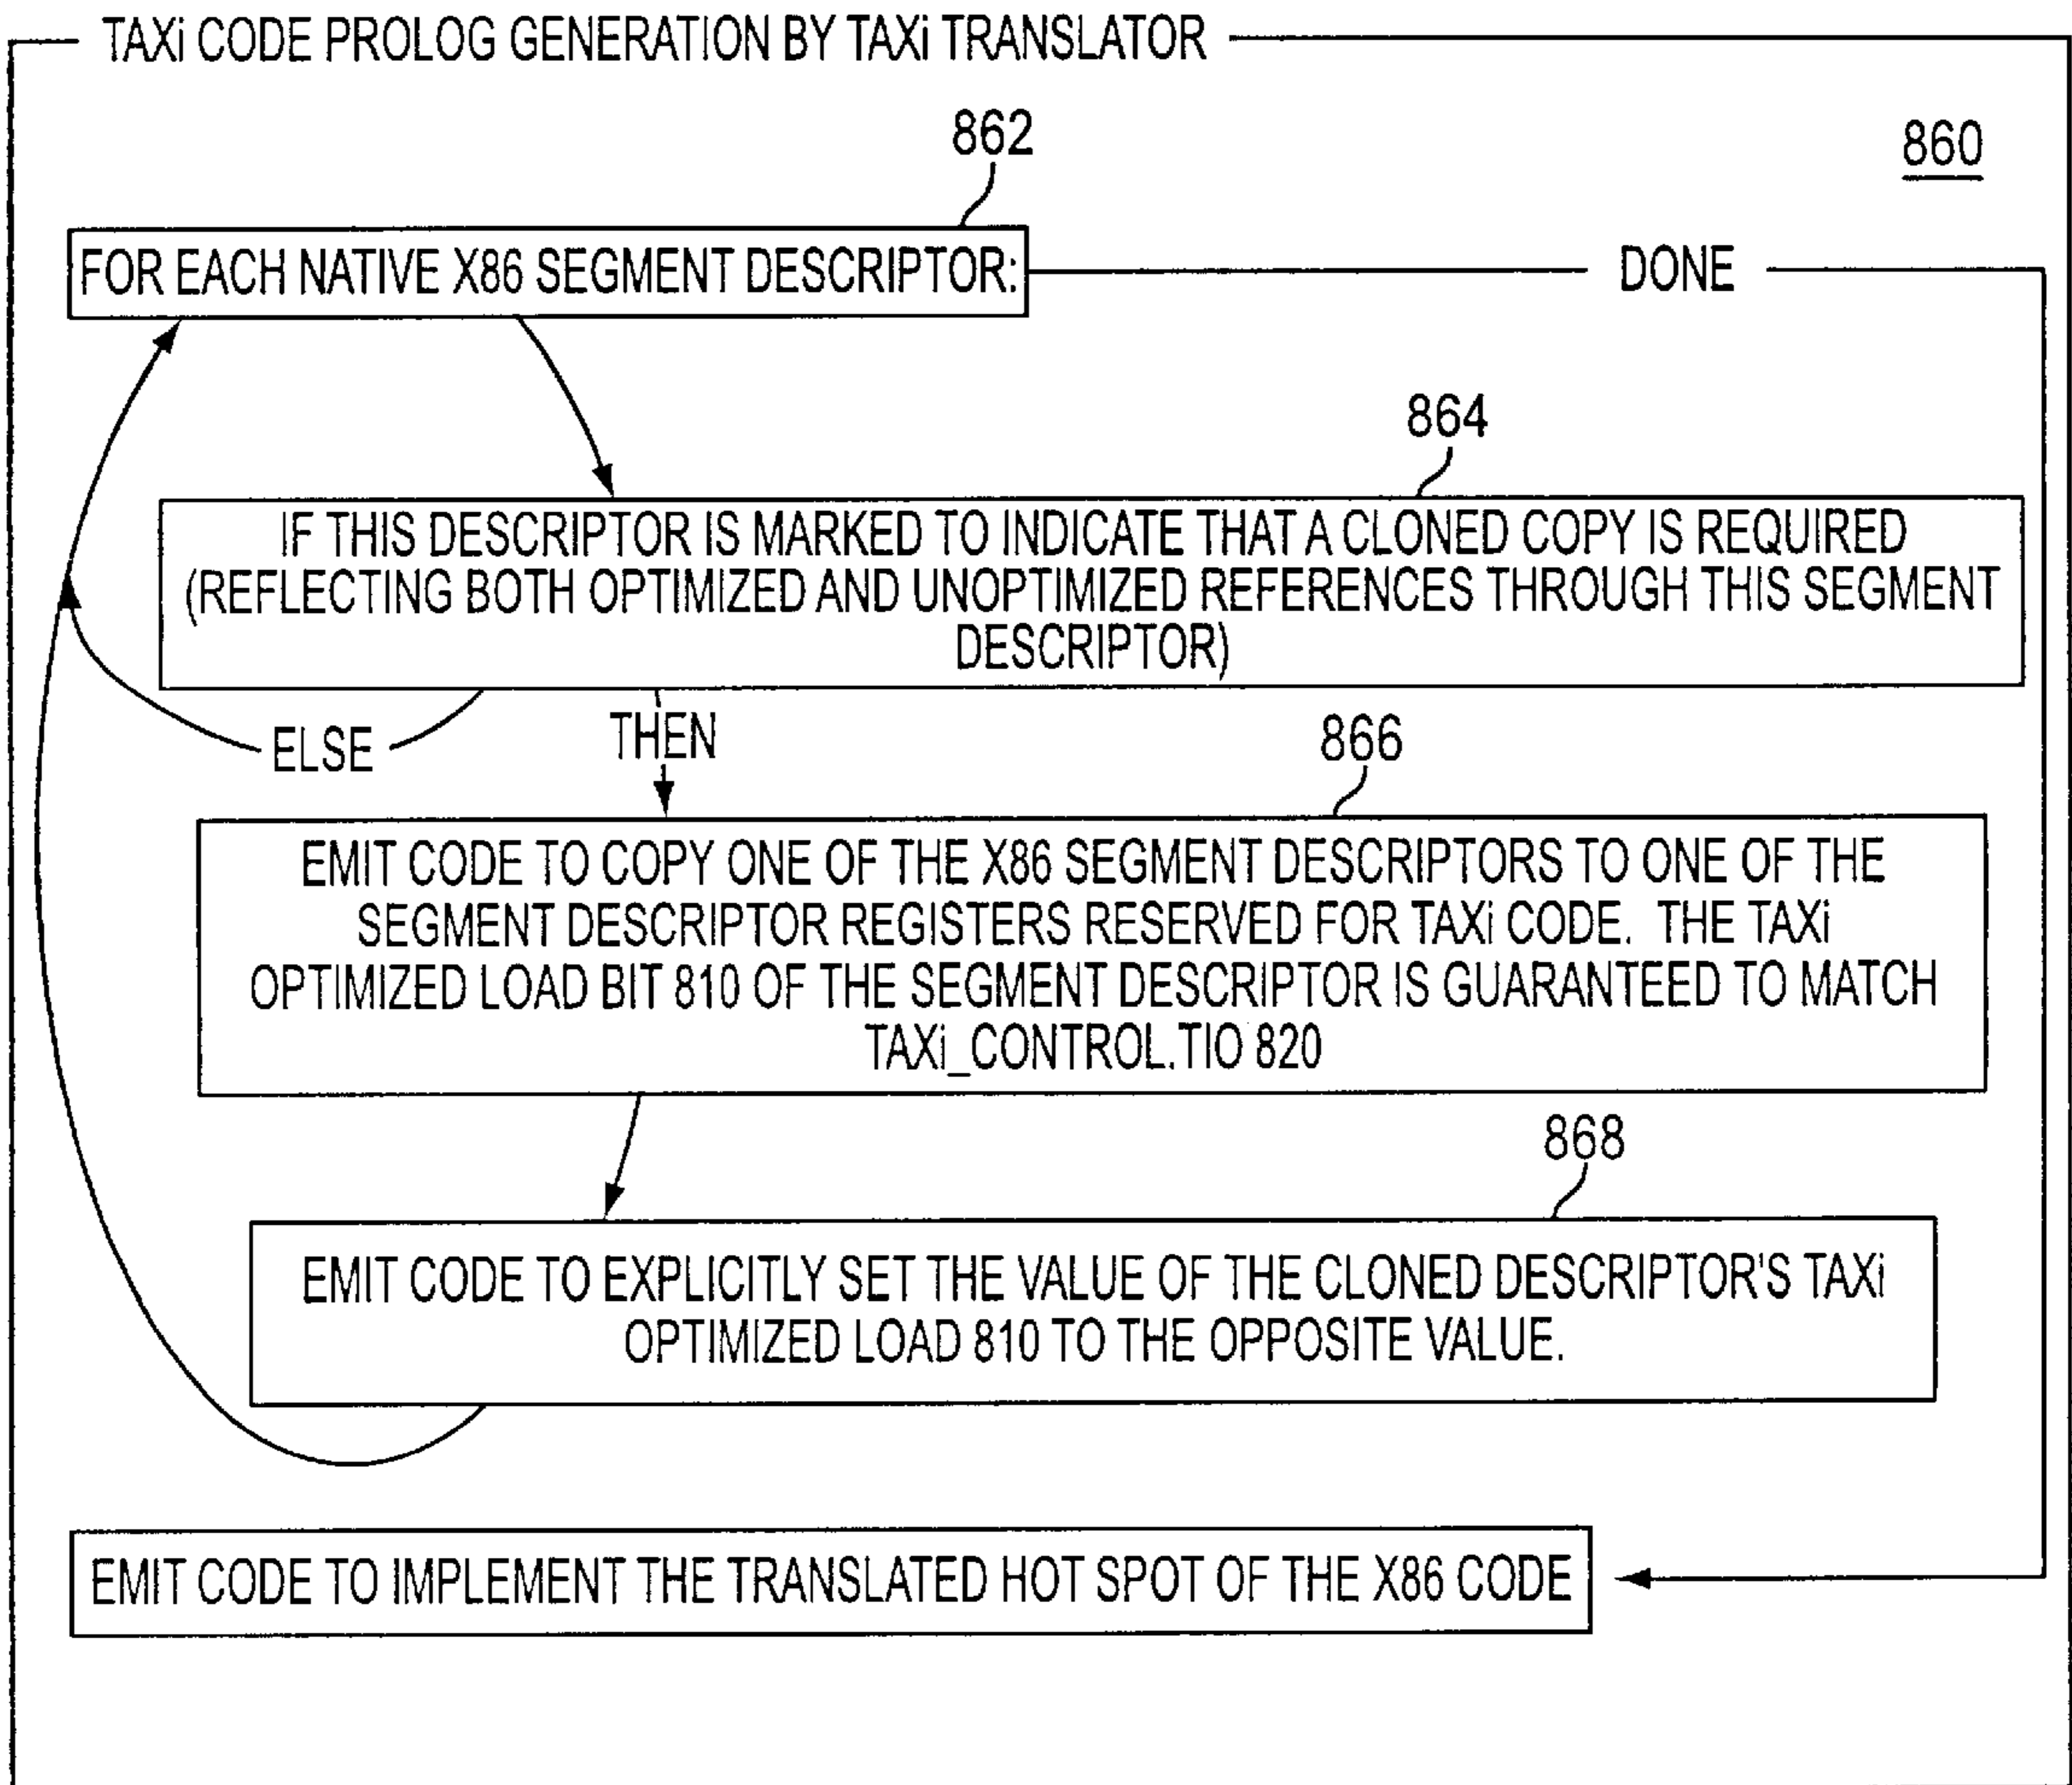 TAXi CODE PROLOG GENERATION BY TAXi TRANSLATOR
862
860
FOR EACH NATIVE X86 SEGMENT DESCRIPTOR:
DONE
864
IF THIS DESCRIPTOR IS MARKED TO INDICATE THAT A CLONED COPY IS REQUIRED
(REFLECTING BOTH OPTIMIZED AND UNOPTIMIZED REFERENCES THROUGH THIS SEGMENT
DESCRIPTOR)
ELSE
THEN
866
EMIT CODE TO COPY ONE OF THE X86 SEGMENT DESCRIPTORS TO ONE OF THE
SEGMENT DESCRIPTOR REGISTERS RESERVED FOR TAXi CODE. THE TAXi
OPTIMIZED LOAD BIT 810 OF THE SEGMENT DESCRIPTOR IS GUARANTEED TO MATCH
TAXi_CONTROL.TIO 820
868
EMIT CODE TO EXPLICITLY SET THE VALUE OF THE CLONED DESCRIPTOR'S TAXi
OPTIMIZED LOAD 810 TO THE OPPOSITE VALUE.
EMIT CODE TO IMPLEMENT THE TRANSLATED HOT SPOT OF THE X86 CODE